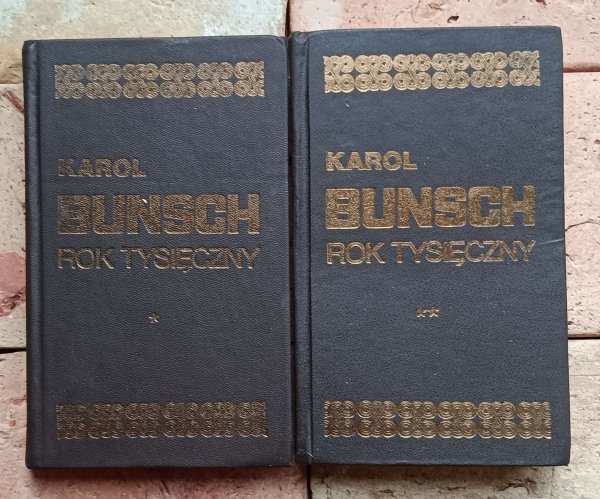 KAROL
BUNSCH
ROK TYSIĘCZNY
*
KAROL
BUNSCH
ROK TYSIĘCZNY
**